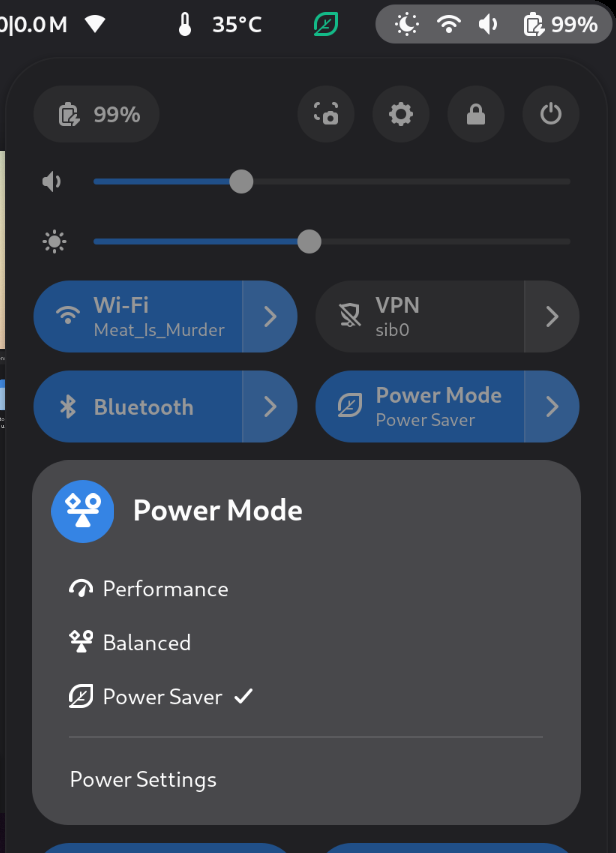 0|0.0 M
35°C
99%
99%
Wi-Fi
Meat_Is_Murder
VPN
sib0
Bluetooth
Power Mode
Power Saver
Power Mode
Performance
Balanced
Power Saver
Power Settings